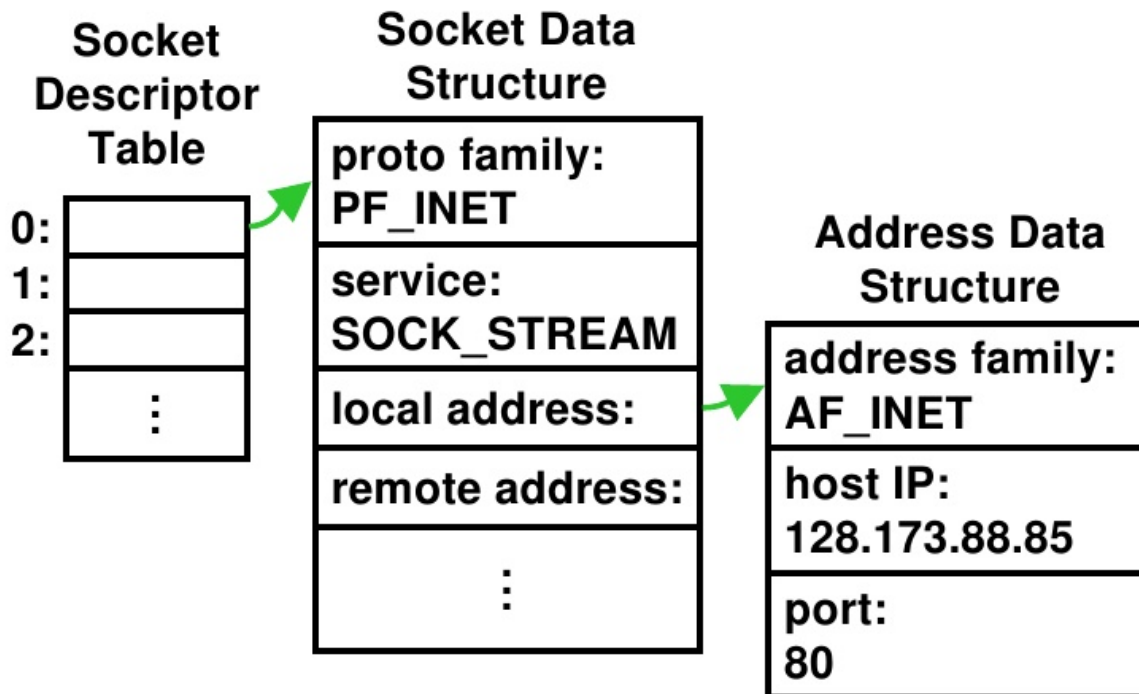 Socket
Descriptor
Table
0:
1:
2:
⋮
Socket Data
Structure
proto family:
PF_INET
service:
SOCK_STREAM
local address:
remote address:
⋮
Address Data
Structure
address family:
AF_INET
host IP:
128.173.88.85
port:
80